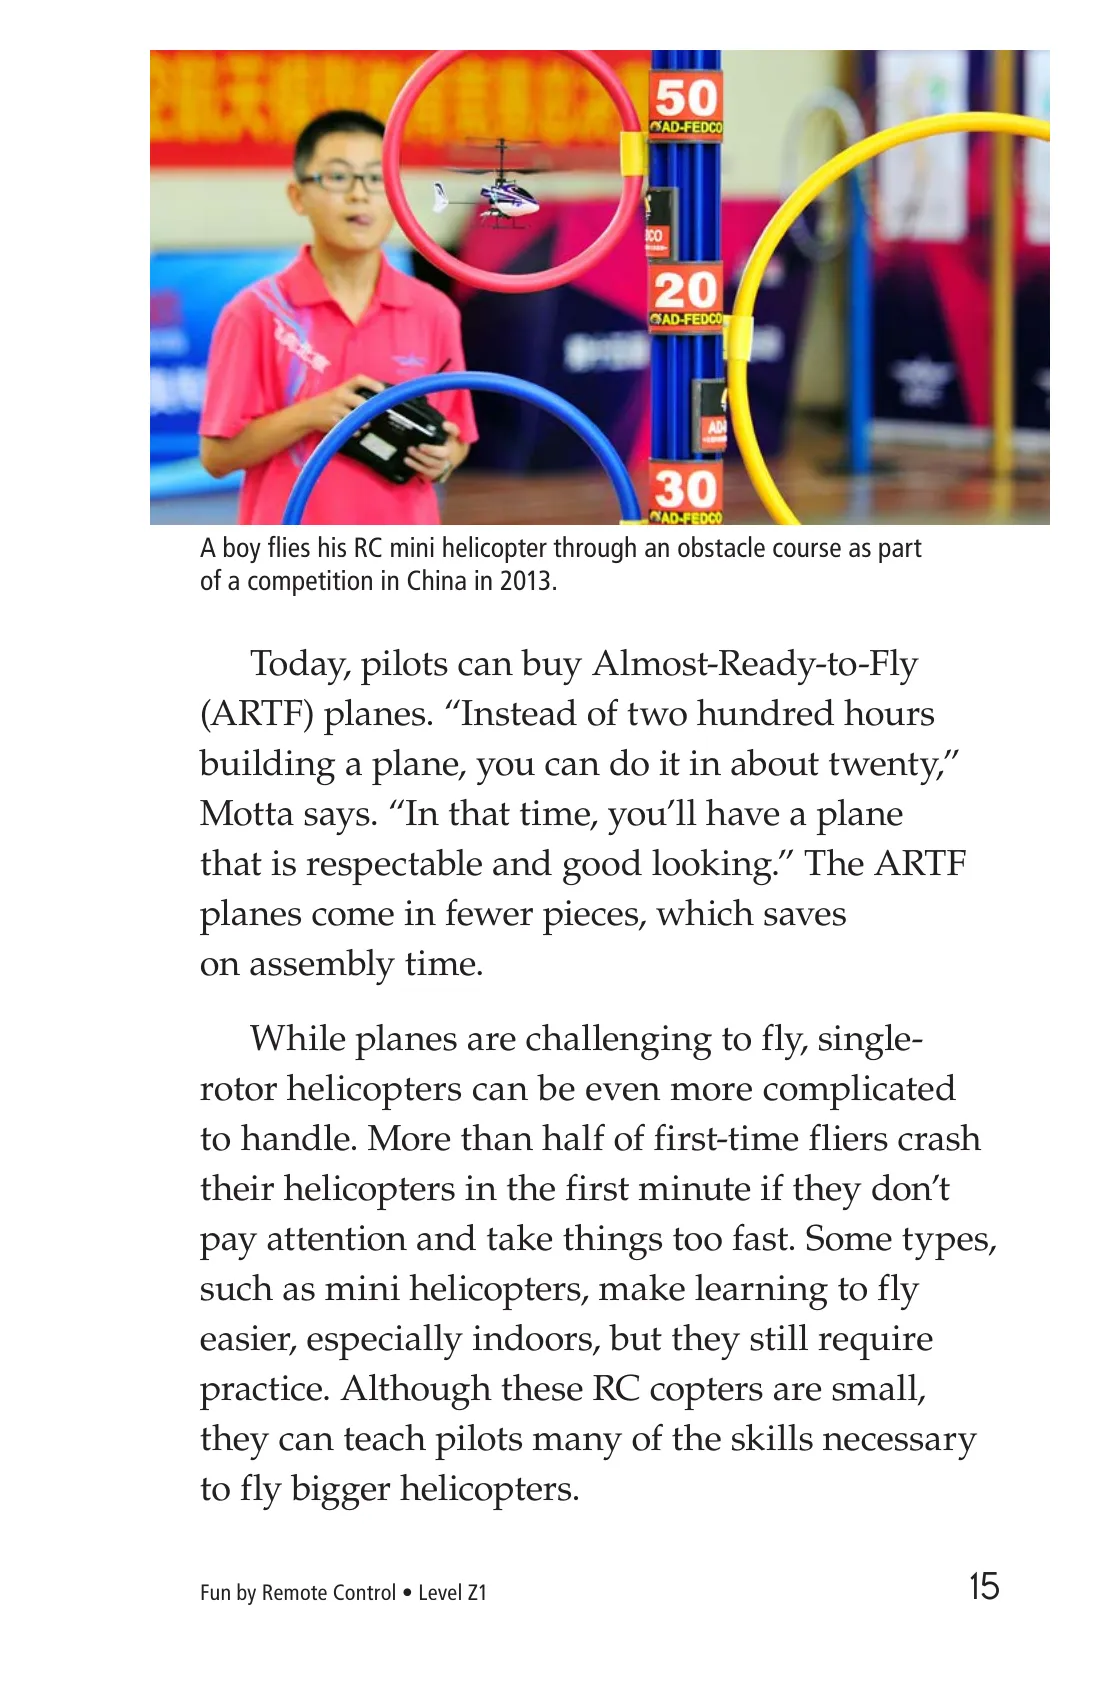 50
AD-FEDCO
20
AD-FEDCO
30
AD-FEDCO
A boy flies his RC mini helicopter through an obstacle course as part
of a competition in China in 2013.
Today, pilots can buy Almost-Ready-to-Fly
(ARTF) planes. “Instead of two hundred hours
building a plane, you can do it in about twenty,”
Motta says. “In that time, you’ll have a plane
that is respectable and good looking.” The ARTF
planes come in fewer pieces, which saves
on assembly time.
While planes are challenging to fly, single-
rotor helicopters can be even more complicated
to handle. More than half of first-time fliers crash
their helicopters in the first minute if they don’t
pay attention and take things too fast. Some types,
such as mini helicopters, make learning to fly
easier, especially indoors, but they still require
practice. Although these RC copters are small,
they can teach pilots many of the skills necessary
to fly bigger helicopters.
Fun by Remote Control • Level Z1
15